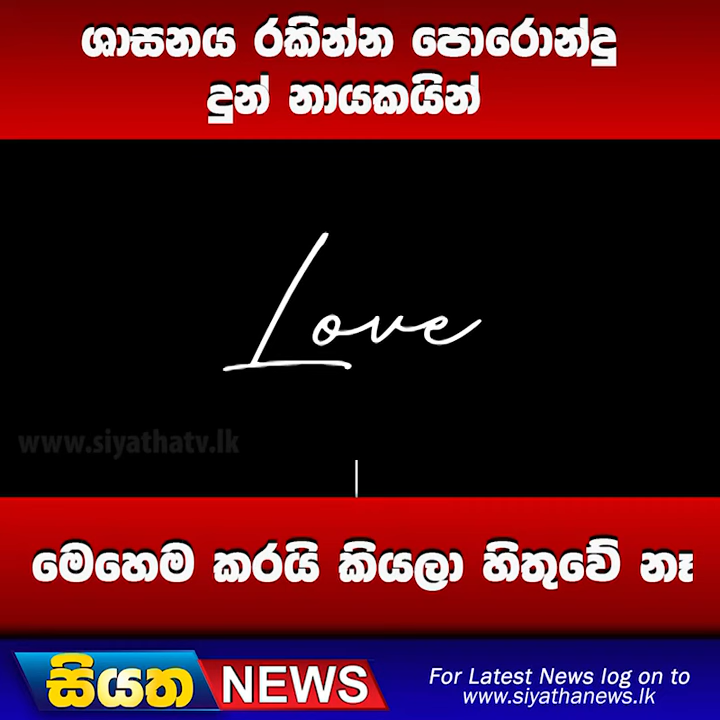 ශාසනය රකින්න පොරොන්දු
දුන් නායකයින්
Love
www.siyathatv.lk
මෙහෙම කරයි කියලා හිතුවේ නෑ
සියත NEWS
For Latest News log on to
www.siyathanews.lk